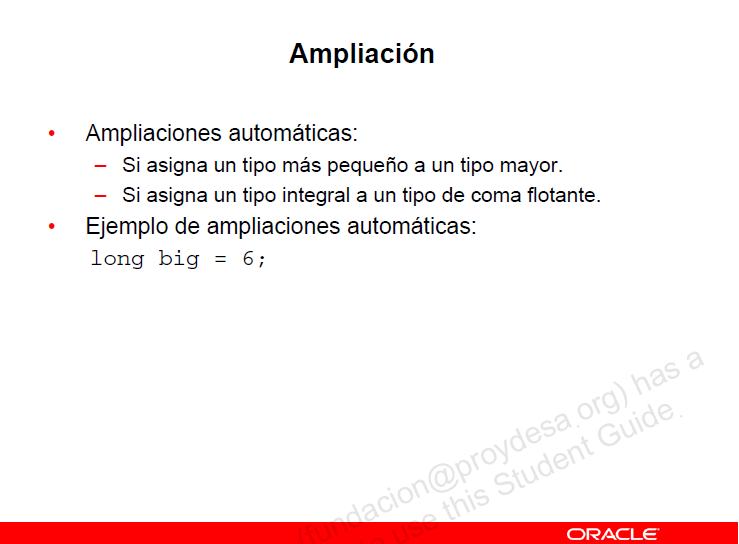 Ampliación
• Ampliaciones automáticas:
– Si asigna un tipo más pequeño a un tipo mayor.
– Si asigna un tipo integral a un tipo de coma flotante.
• Ejemplo de ampliaciones automáticas:
long big = 6;
(fundacion@proydesa.org) has a
to use this Student Guide.
ORACLE